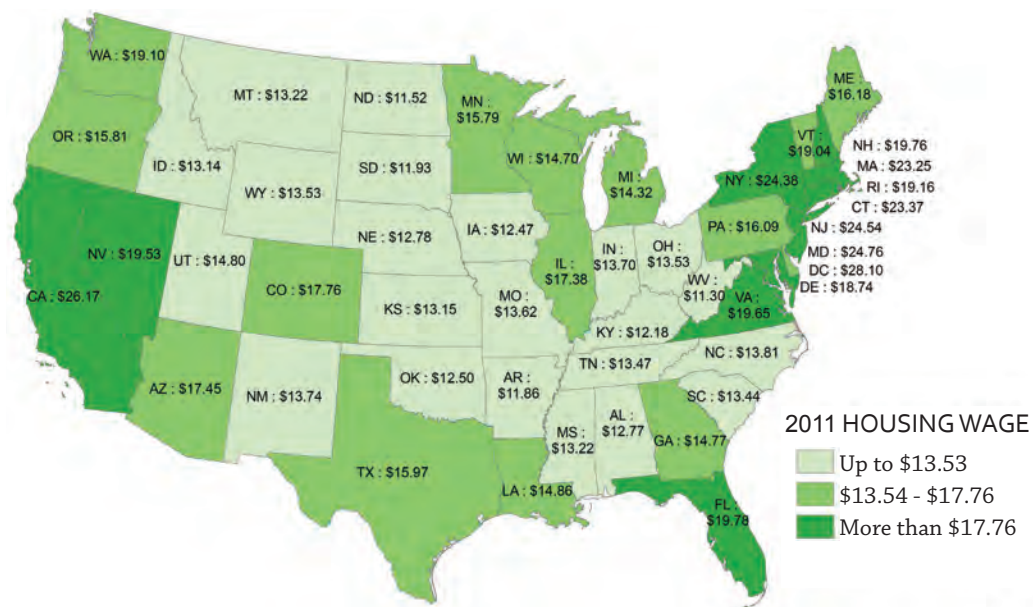 WA : $19.10
MT : $13.22
ND : $11.52
MN :
$15.79
ME :
$16.18
OR : $15.81
ID : $13.14
SD : $11.93
WI : $14.70
MI :
$14.32
VT :
$19.04
NH : $19.76
MA : $23.25
RI : $19.16
CT : $23.37
NY : $24.38
WY : $13.53
NJ : $24.54
MD : $24.76
DC : $28.10
DE : $18.74
NV : $19.53
UT : $14.80
NE : $12.78
IA : $12.47
PA : $16.09
CA : $26.17
CO : $17.76
KS : $13.15
MO :
$13.62
IL :
$17.38
IN :
$13.70
OH :
$13.53
WV :
$11.30
VA :
$19.65
KY : $12.18
AZ : $17.45
NM : $13.74
OK : $12.50
AR :
$11.86
TN : $13.47
NC : $13.81
SC : $13.44
MS :
$13.22
AL :
$12.77
GA : $14.77
TX : $15.97
LA : $14.86
FL :
$19.78
2011 HOUSING WAGE
Up to $13.53
$13.54 - $17.76
More than $17.76